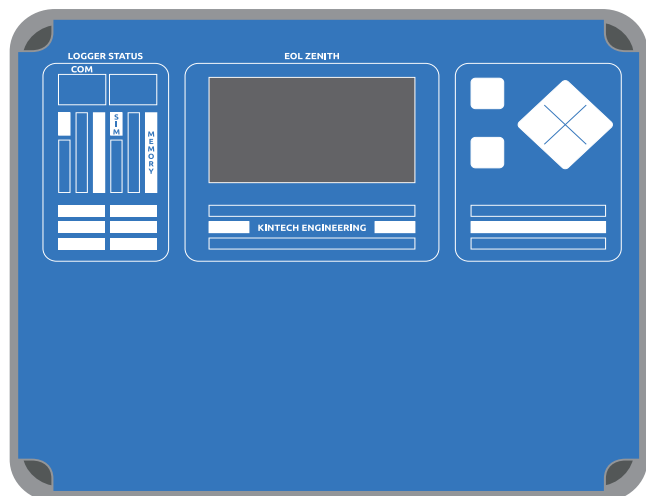 LOGGER STATUS
COM
SIM
MEMORY
EOL ZENITH
KINTECH ENGINEERING